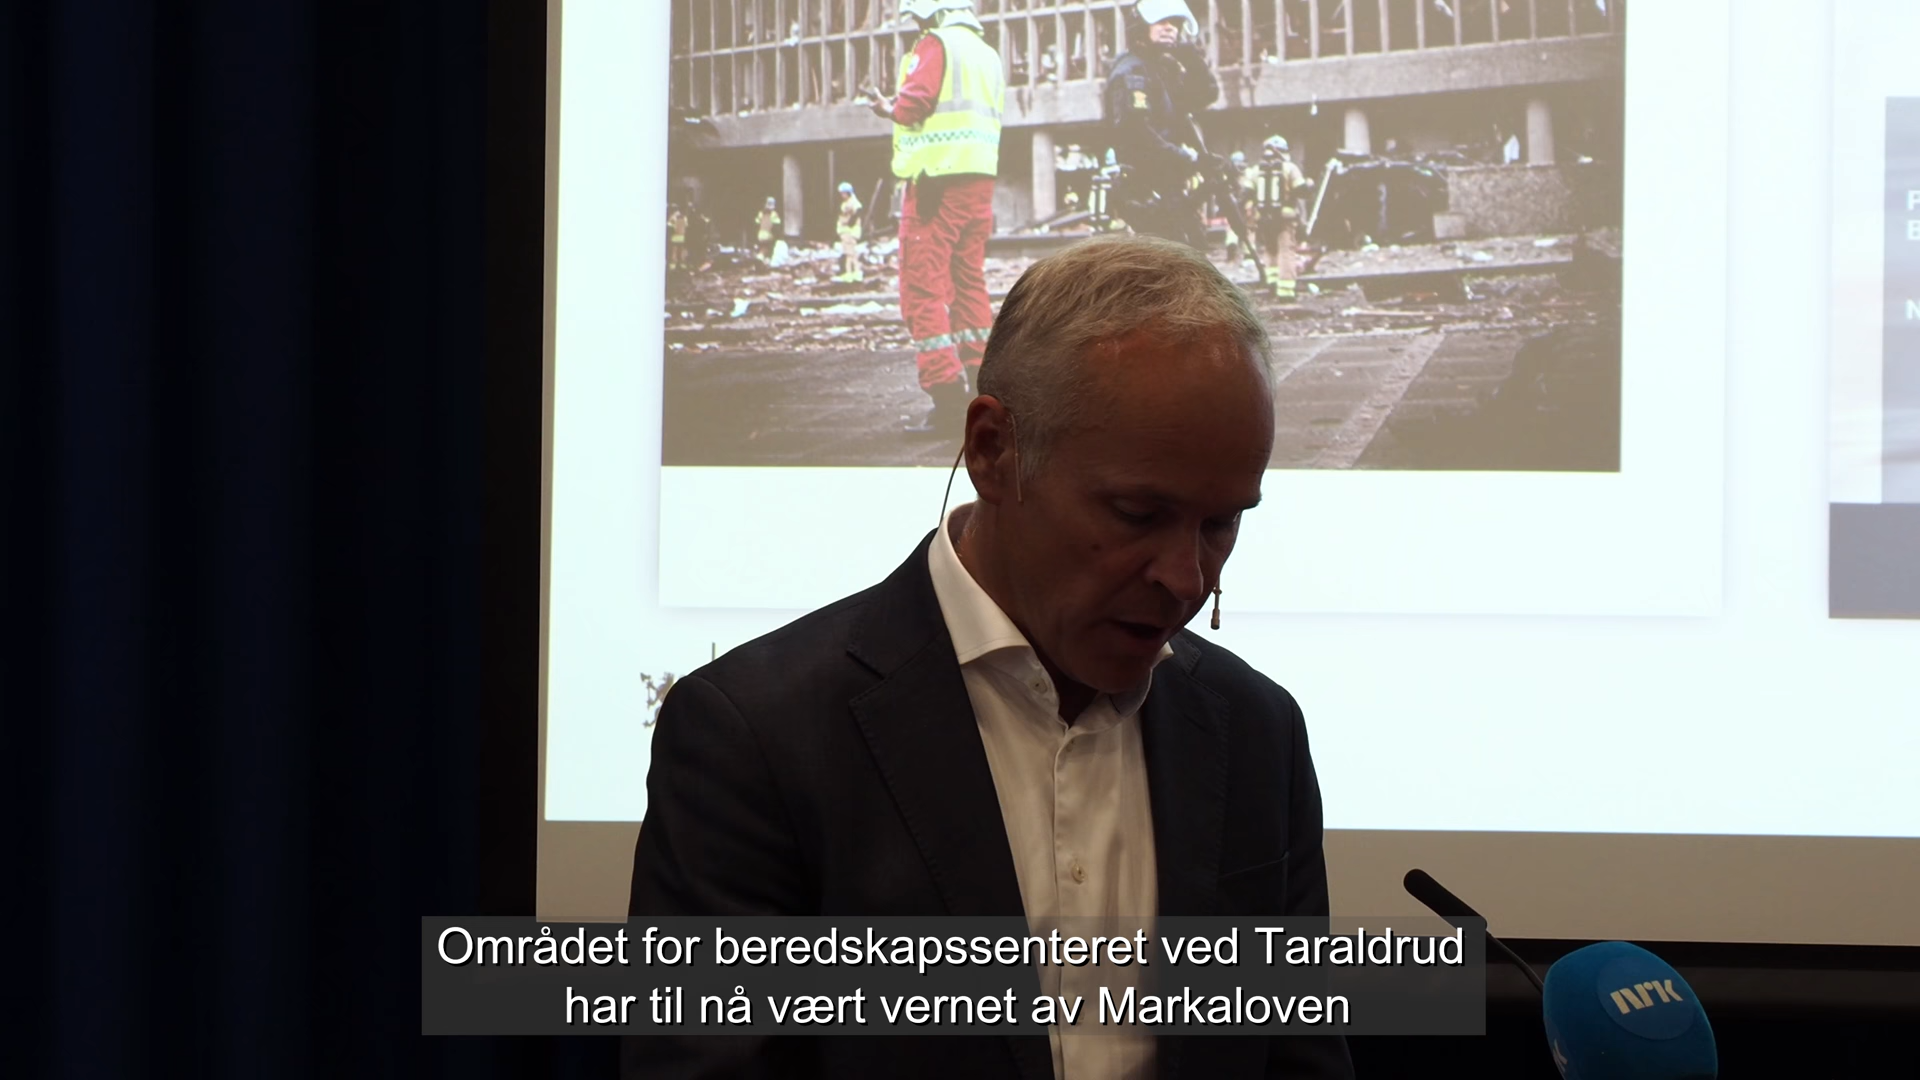 Området for beredskapssenteret ved Taraldrud
har til nå vært vernet av Markaloven
nrk